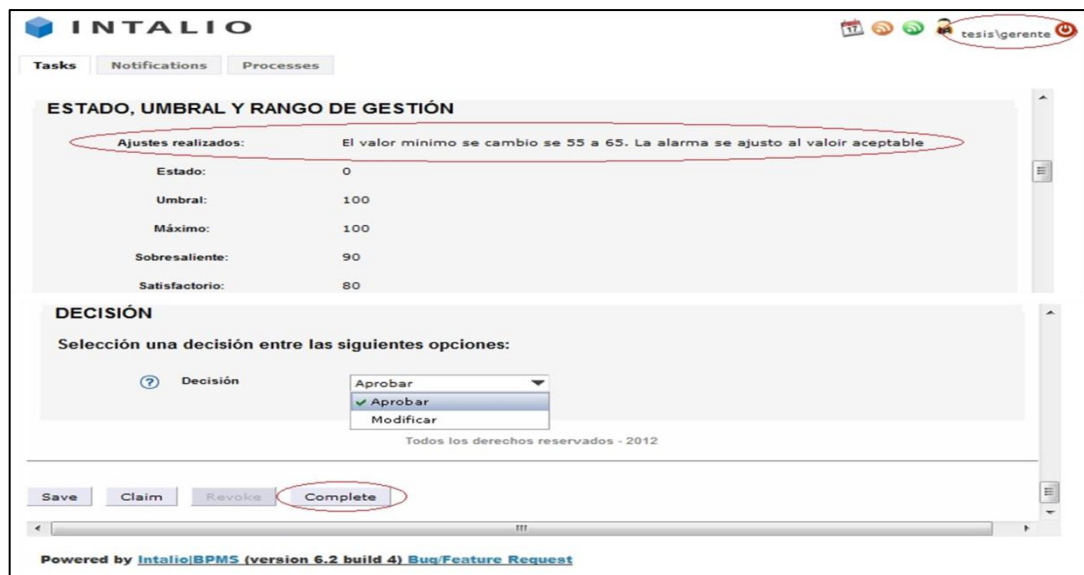 INTALIO
17
tesis\gerente
Tasks Notifications Processes
ESTADO, UMBRAL Y RANGO DE GESTIÓN
Ajustes realizados: El valor minimo se cambio se 55 a 65. La alarma se ajusto al valoir aceptable
Estado: 0
Umbral: 100
Máximo: 100
Sobresaliente: 90
Satisfactorio: 80
DECISIÓN
Selección una decisión entre las siguientes opciones:
? Decisión Aprobar
Aprobar
Modificar
Todos los derechos reservados - 2012
Save Claim Revoke Complete
Powered by Intalio|BPMS (version 6.2 build 4) Bug/Feature Request